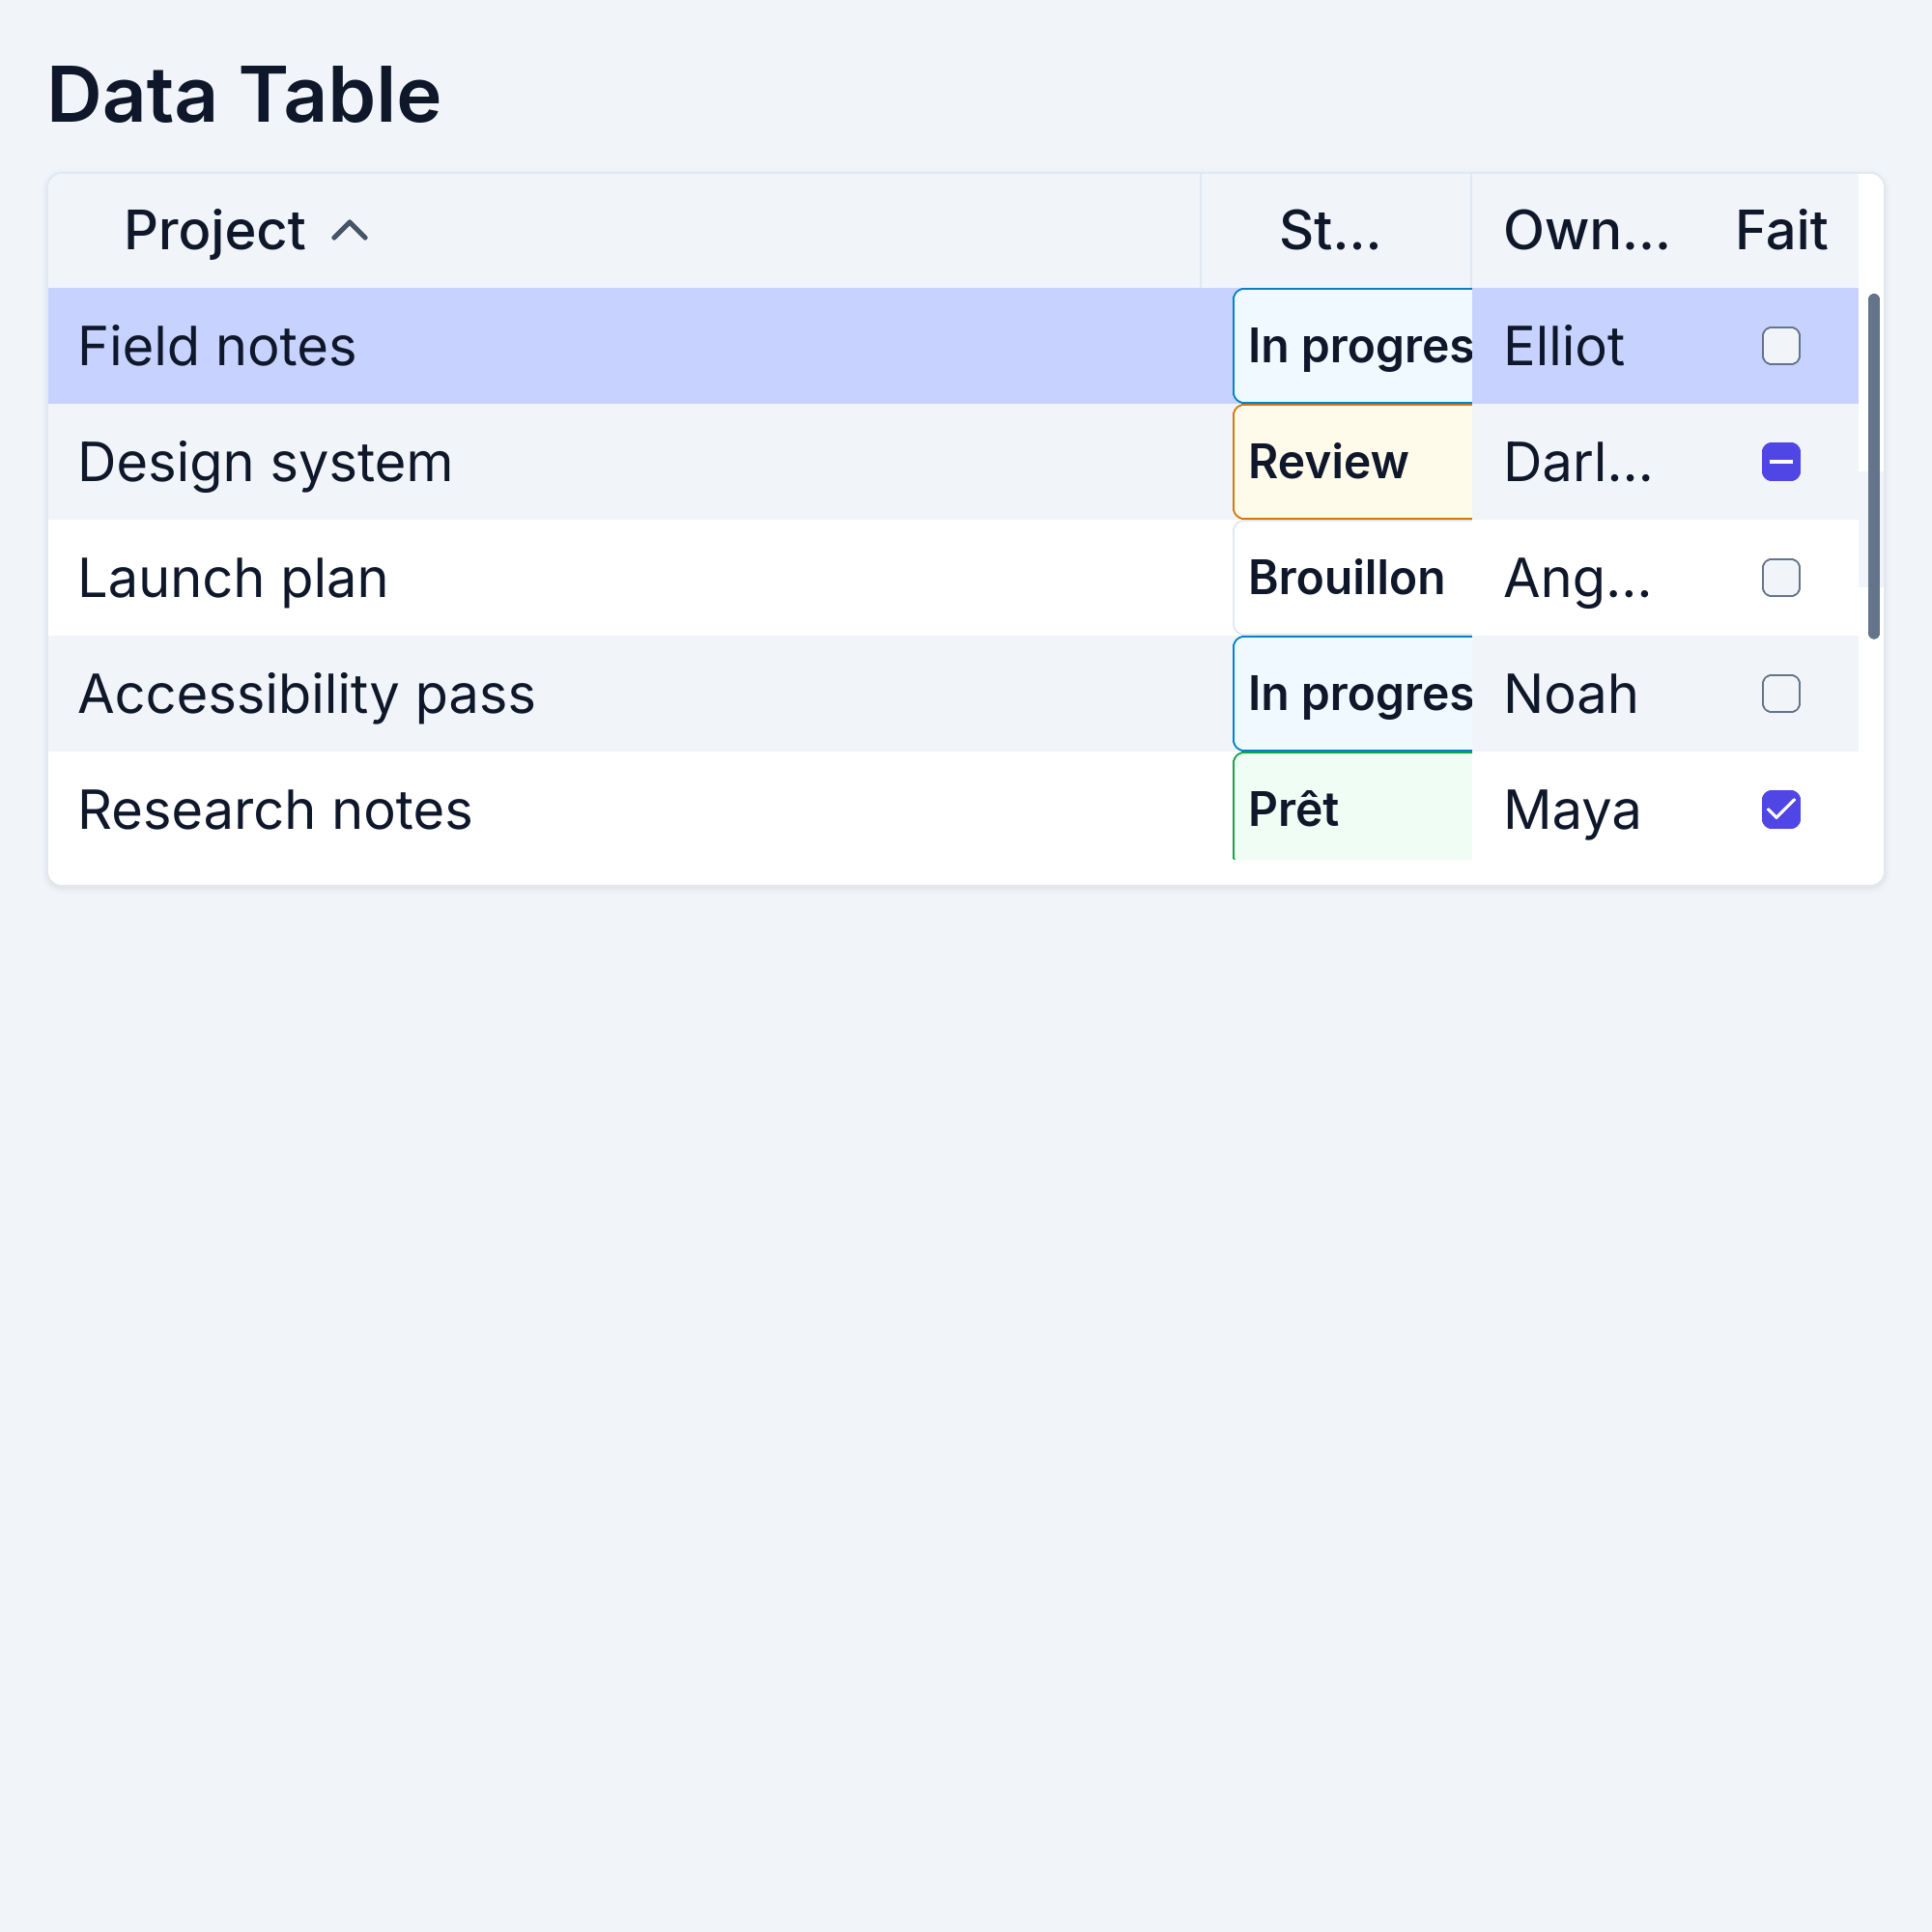 Data Table
Project St... Own... Fait
Field notes In progres Elliot
Design system Review Darl...
Launch plan Brouillon Ang...
Accessibility pass In progres Noah
Research notes Prêt Maya